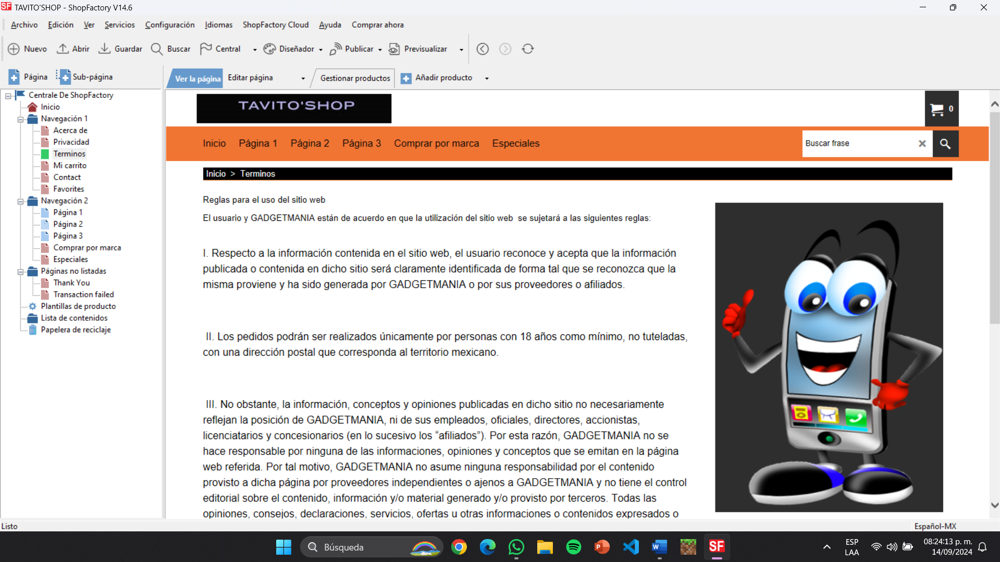 SF TAVITO'SHOP - ShopFactory V14.6
Archivo Edición Ver Servicios Configuración Idiomas ShopFactory Cloud Ayuda Comprar ahora
Nuevo Abrir Guardar Buscar Central Diseñador Publicar Previsualizar
Página Sub-página
Ver la página Editar página Gestionar productos Añadir producto
Centrale De ShopFactory
Inicio
Navegación 1
Acerca de
Privacidad
Terminos
Mi carrito
Contact
Favorites
Navegación 2
Página 1
Página 2
Página 3
Comprar por marca
Especiales
Páginas no listadas
Thank You
Transaction failed
Plantillas de producto
Lista de contenidos
Papelera de reciclaje
TAVITO'SHOP
0
Inicio Página 1 Página 2 Página 3 Comprar por marca Especiales
Buscar frase
Inicio > Terminos
Reglas para el uso del sitio web
El usuario y GADGETMANIA están de acuerdo en que la utilización del sitio web se sujetará a las siguientes reglas:
I. Respecto a la información contenida en el sitio web, el usuario reconoce y acepta que la información
publicada o contenida en dicho sitio será claramente identificada de forma tal que se reconozca que la
misma proviene y ha sido generada por GADGETMANIA o por sus proveedores o afiliados.
II. Los pedidos podrán ser realizados únicamente por personas con 18 años como mínimo, no tuteladas,
con una dirección postal que corresponda al territorio mexicano.
III. No obstante, la información, conceptos y opiniones publicadas en dicho sitio no necesariamente
reflejan la posición de GADGETMANIA, ni de sus empleados, oficiales, directores, accionistas,
licenciatarios y concesionarios (en lo sucesivo los “afiliados”). Por esta razón, GADGETMANIA no se
hace responsable por ninguna de las informaciones, opiniones y conceptos que se emitan en la página
web referida. Por tal motivo, GADGETMANIA no asume ninguna responsabilidad por el contenido
provisto a dicha página por proveedores independientes o ajenos a GADGETMANIA y no tiene el control
editorial sobre el contenido, información y/o material generado y/o provisto por terceros. Todas las
opiniones, consejos, declaraciones, servicios, ofertas u otras informaciones o contenidos expresados o
Listo
Español-MX
Búsqueda
P
W
SF
ESP
LAA
08:24:13 p. m.
14/09/2024